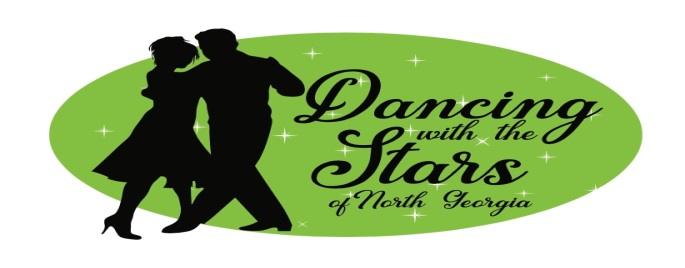 Dancing
with the
Stars
of North Georgia